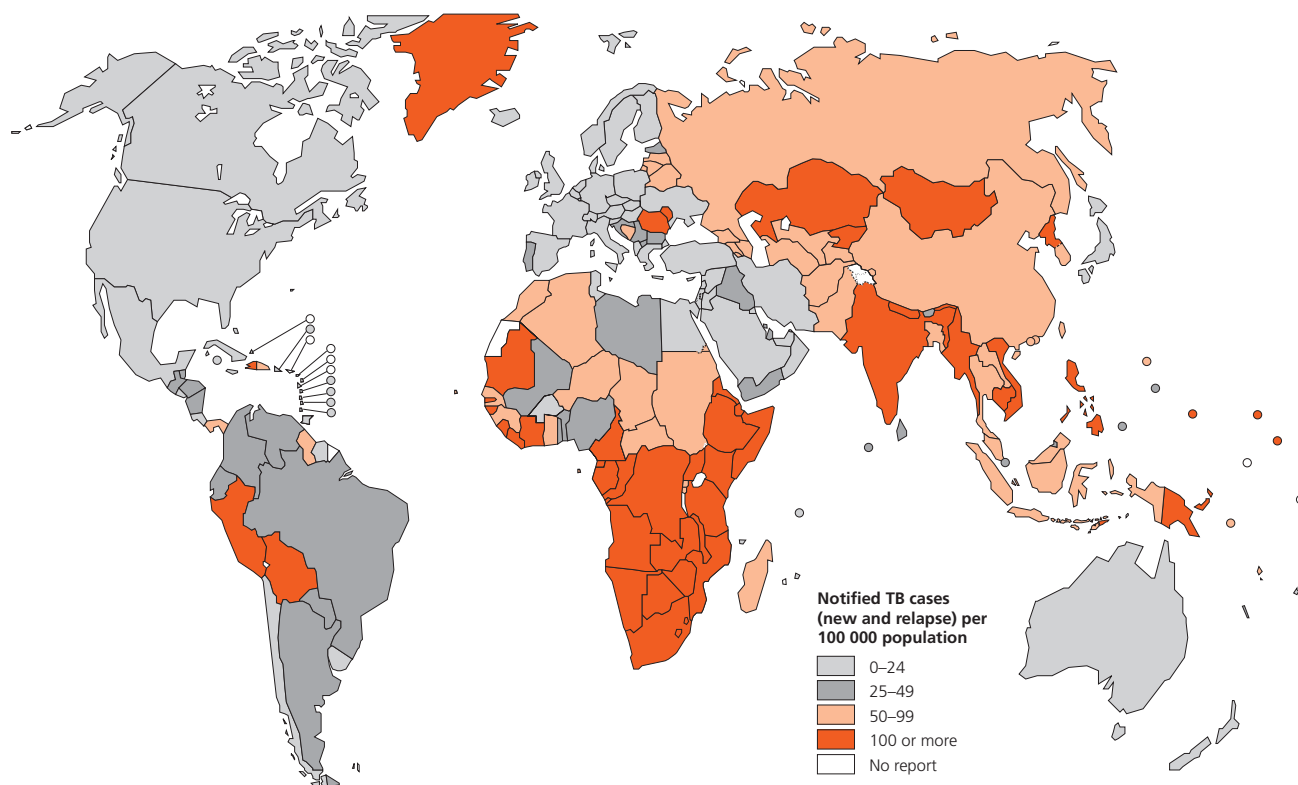 Notified TB cases
(new and relapse) per
100 000 population
0–24
25–49
50–99
100 or more
No report